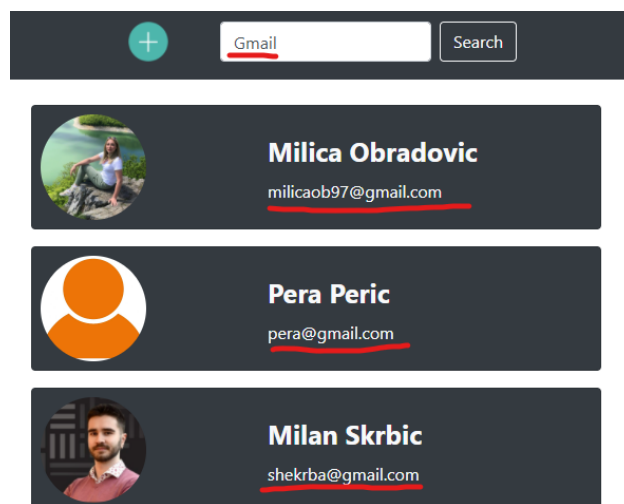 Gmail
Search
Milica Obradovic
milicaob97@gmail.com
Pera Peric
pera@gmail.com
Milan Skrbic
shekrba@gmail.com